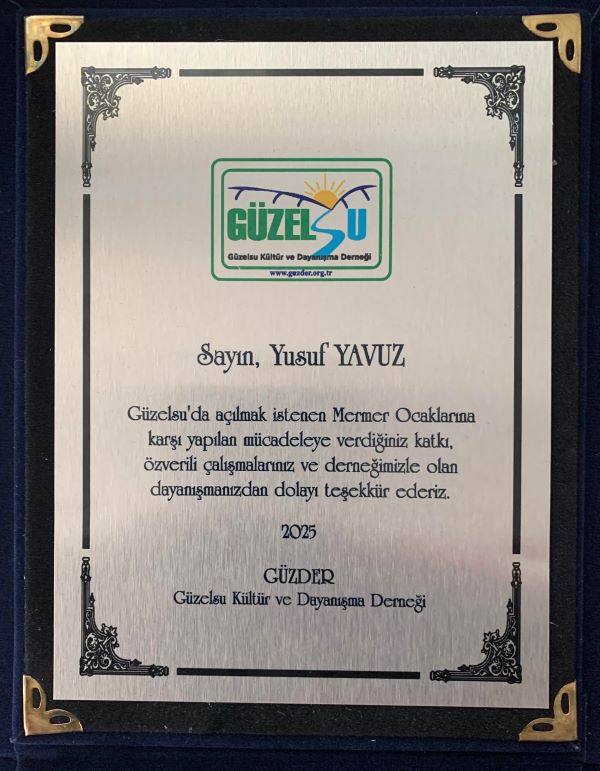 GÜZELSU
Güzelsu Kültür ve Dayanışma Derneği
www.guzder.org.tr
Sayın, Yusuf YAVUZ
Güzelsu'da açılmak istenen Mermer Ocaklarına
karşı yapılan mücadeleye verdiğiniz katkı,
özverili çalışmalarınız ve derneğimizle olan
dayanışmanızdan dolayı teşekkür ederiz.
2025
GÜZDER
Güzelsu Kültür ve Dayanışma Derneği